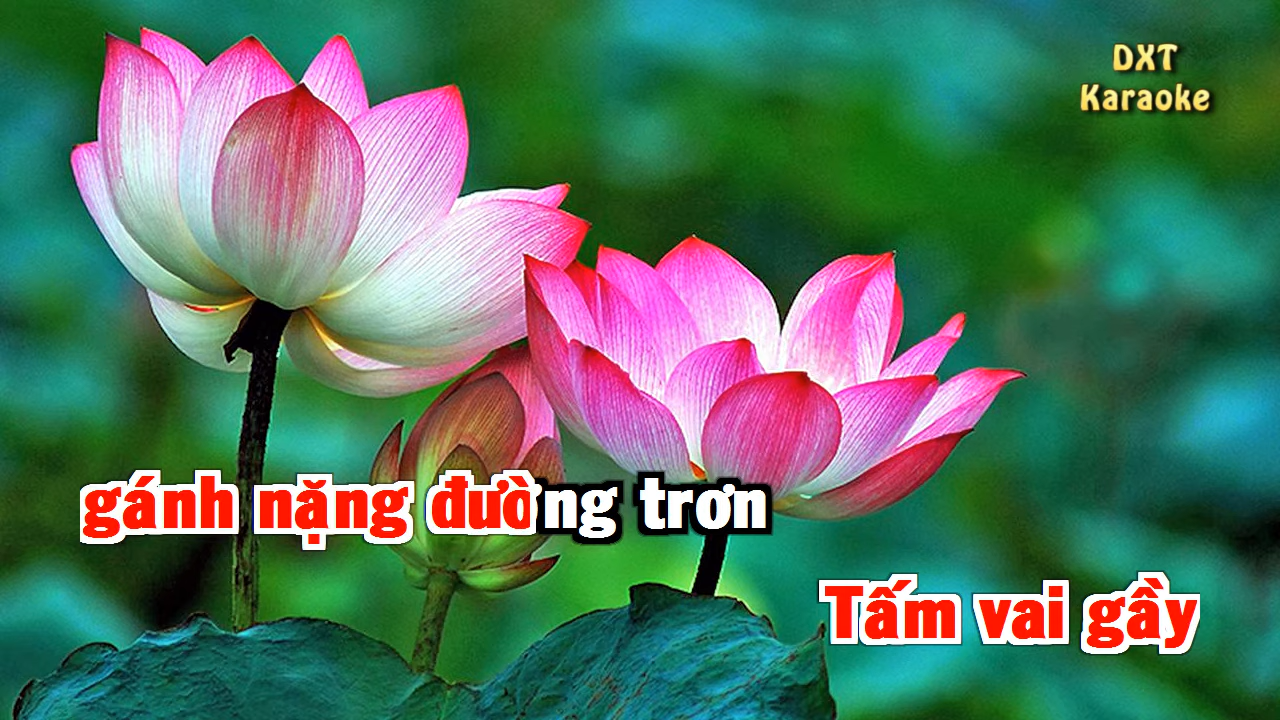 DXT
Karaoke
gánh nặng đường trơn
Tấm vai gầy